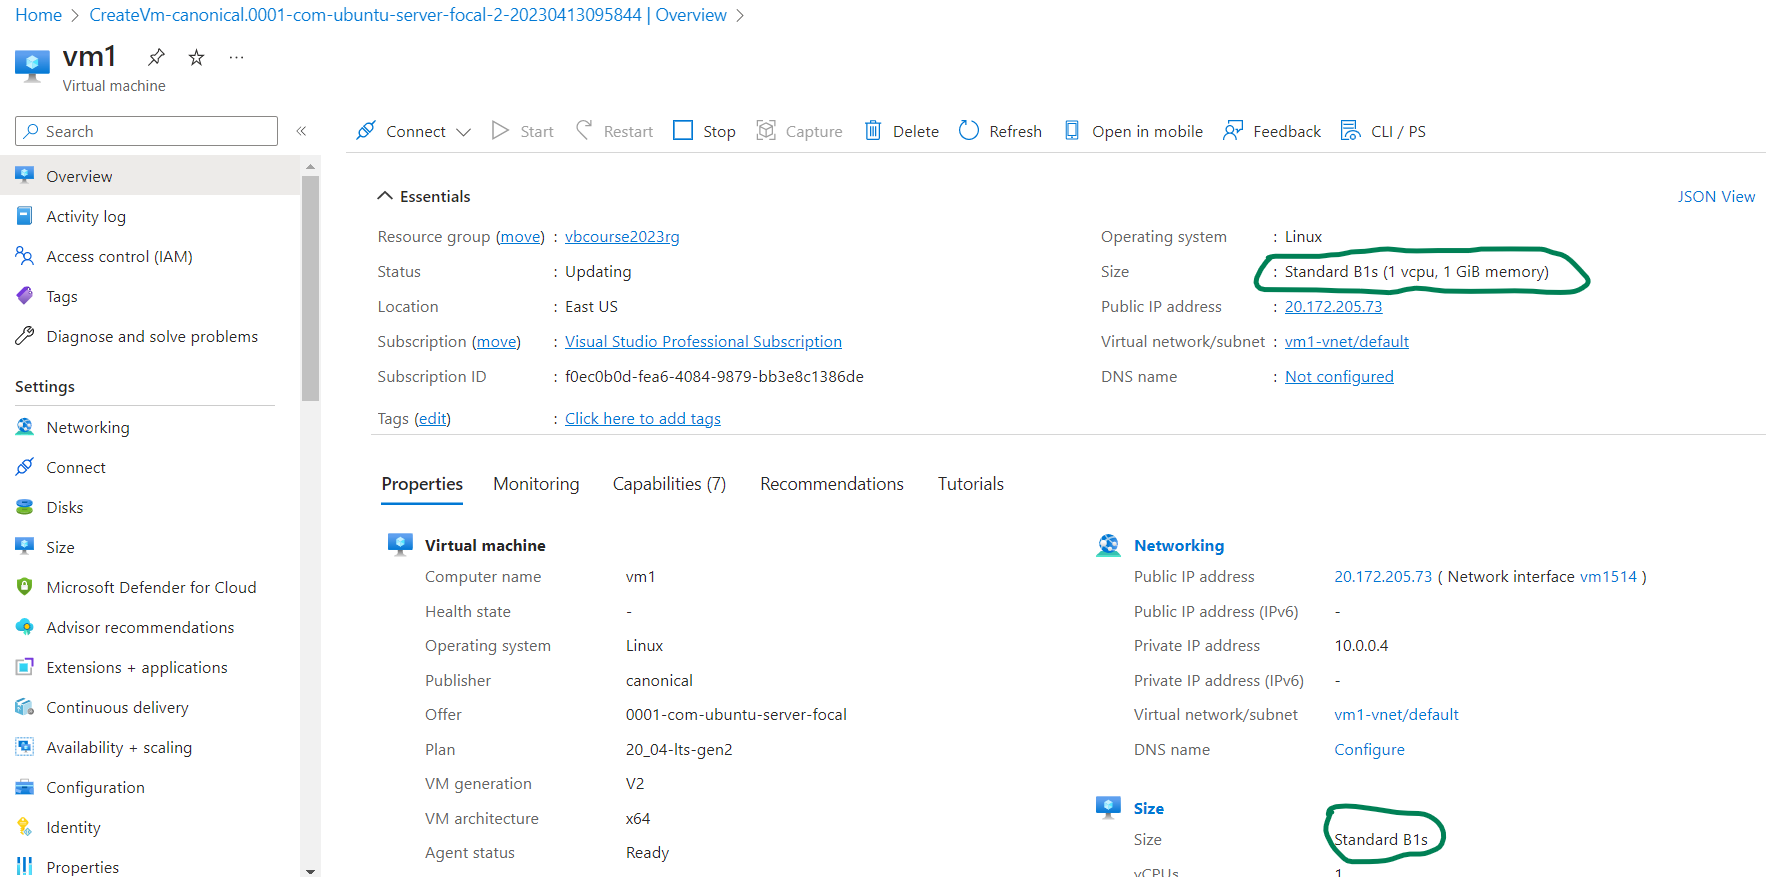 Home > CreateVm-canonical.0001-com-ubuntu-server-focal-2-20230413095844 | Overview >
vm1
Virtual machine
Search
Overview
Activity log
Access control (IAM)
Tags
Diagnose and solve problems
Settings
Networking
Connect
Disks
Size
Microsoft Defender for Cloud
Advisor recommendations
Extensions + applications
Continuous delivery
Availability + scaling
Configuration
Identity
Properties
Connect Start Restart Stop Capture Delete Refresh Open in mobile Feedback CLI / PS
Essentials
JSON View
Resource group (move) : vbcourse2023rg
Status : Updating
Location : East US
Subscription (move) : Visual Studio Professional Subscription
Subscription ID : f0ec0b0d-fea6-4084-9879-bb3e8c1386de
Tags (edit) : Click here to add tags
Operating system : Linux
Size : Standard B1s (1 vcpu, 1 GiB memory)
Public IP address : 20.172.205.73
Virtual network/subnet : vm1-vnet/default
DNS name : Not configured
Properties Monitoring Capabilities (7) Recommendations Tutorials
Virtual machine
Computer name vm1
Health state -
Operating system Linux
Publisher canonical
Offer 0001-com-ubuntu-server-focal
Plan 20_04-lts-gen2
VM generation V2
VM architecture x64
Agent status Ready
Networking
Public IP address 20.172.205.73 ( Network interface vm1514 )
Public IP address (IPv6) -
Private IP address 10.0.0.4
Private IP address (IPv6) -
Virtual network/subnet vm1-vnet/default
DNS name Configure
Size
Size Standard B1s
vCPUs 1